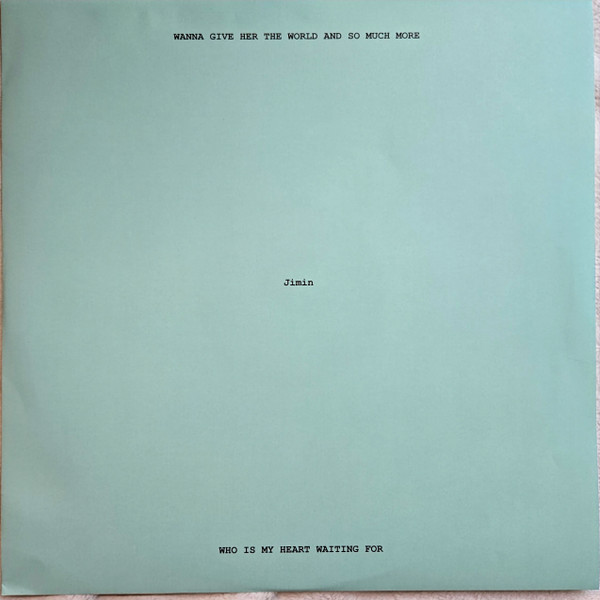 WANNA GIVE HER THE WORLD AND SO MUCH MORE
Jimin
WHO IS MY HEART WAITING FOR